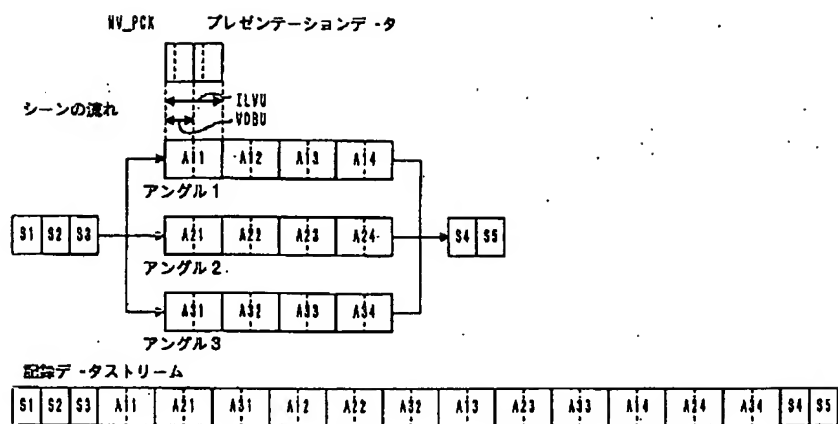 NV_PCK プレゼンテーションデータ
シーンの流れ
ILVU
VOBU
A11 A12 A13 A14
アングル1
S1 S2 S3 A21 A22 A23 A24 S4 S5
アングル2
A31 A32 A33 A34
アングル3
記録データストリーム
S1 S2 S3 A11 A21 A31 A12 A22 A32 A13 A23 A33 A14 A24 A34 S4 S5